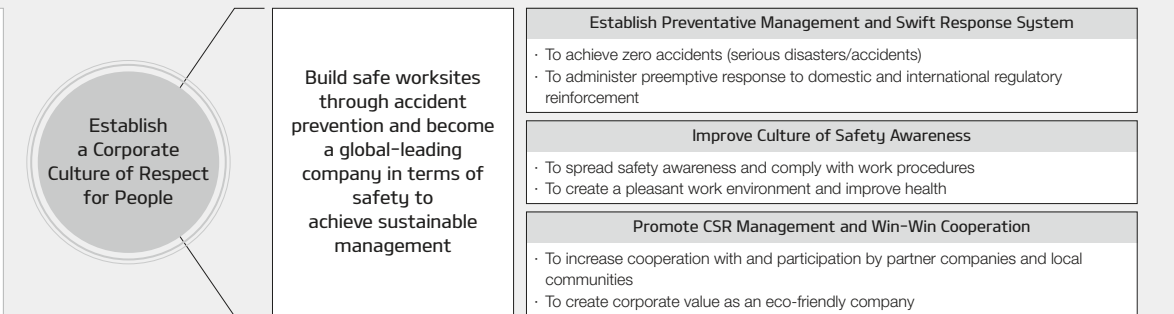 Establish
a Corporate
Culture of Respect
for People
Build safe worksites
through accident
prevention and become
a global-leading
company in terms of
safety to
achieve sustainable
management
Establish Preventative Management and Swift Response System
· To achieve zero accidents (serious disasters/accidents)
· To administer preemptive response to domestic and international regulatory
reinforcement
Improve Culture of Safety Awareness
· To spread safety awareness and comply with work procedures
· To create a pleasant work environment and improve health
Promote CSR Management and Win-Win Cooperation
· To increase cooperation with and participation by partner companies and local
communities
· To create corporate value as an eco-friendly company